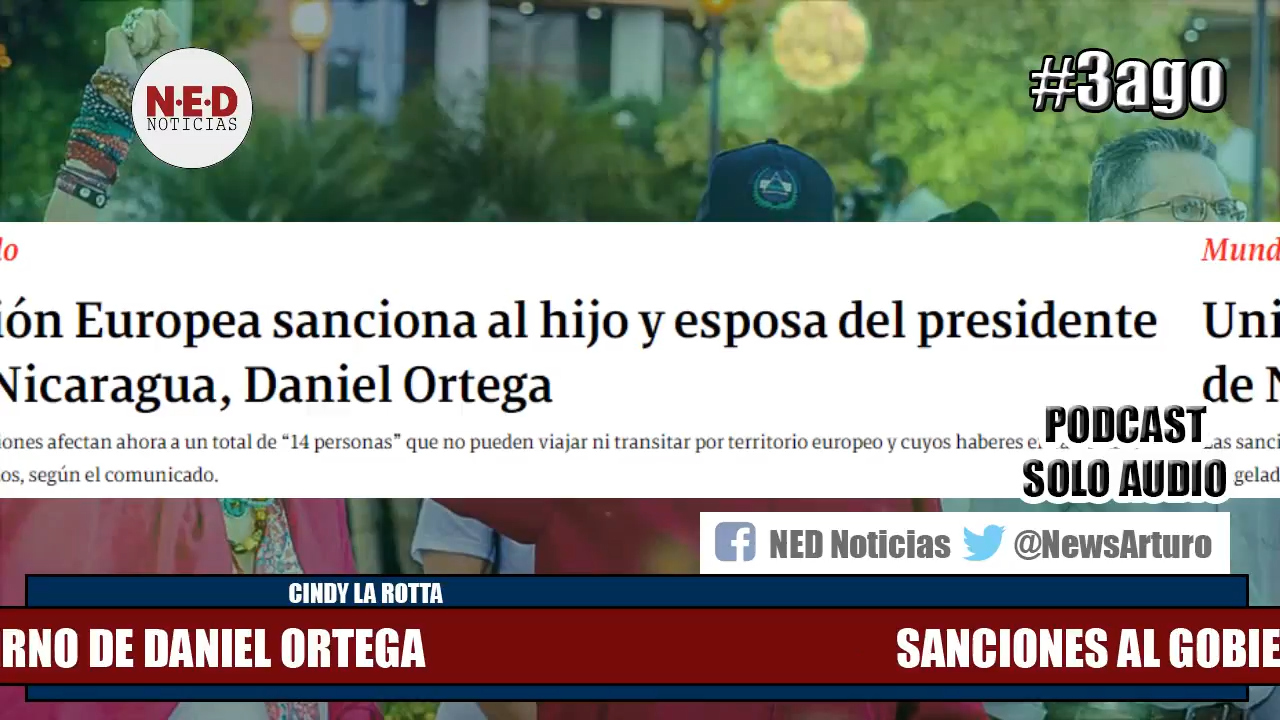 N·E·D
NOTICIAS
#3ago
do
Mund
ión Europea sanciona al hijo y esposa del presidente
Uni
Nicaragua, Daniel Ortega
de N
PODCAST
iones afectan ahora a un total de “14 personas” que no pueden viajar ni transitar por territorio europeo y cuyos haberes
as sanci
SOLO AUDIO
os, según el comunicado.
gelad
NED Noticias
@NewsArturo
CINDY LA ROTTA
RNO DE DANIEL ORTEGA
SANCIONES AL GOBIE